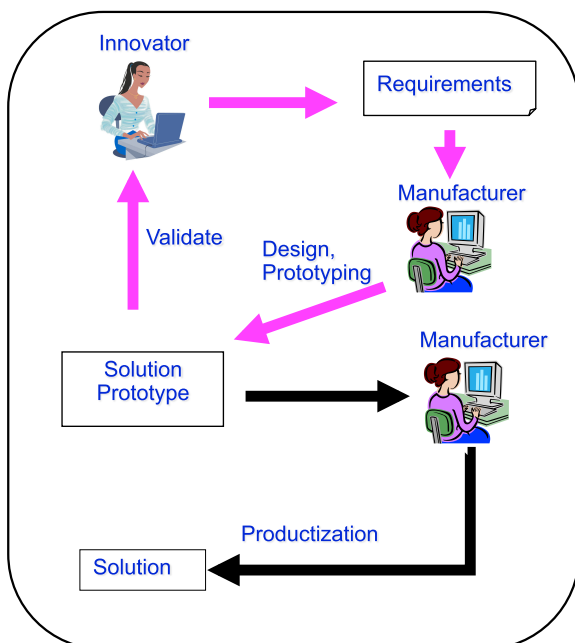 Innovator
Requirements
Manufacturer
Validate
Design,
Prototyping
Manufacturer
Solution
Prototype
Productization
Solution